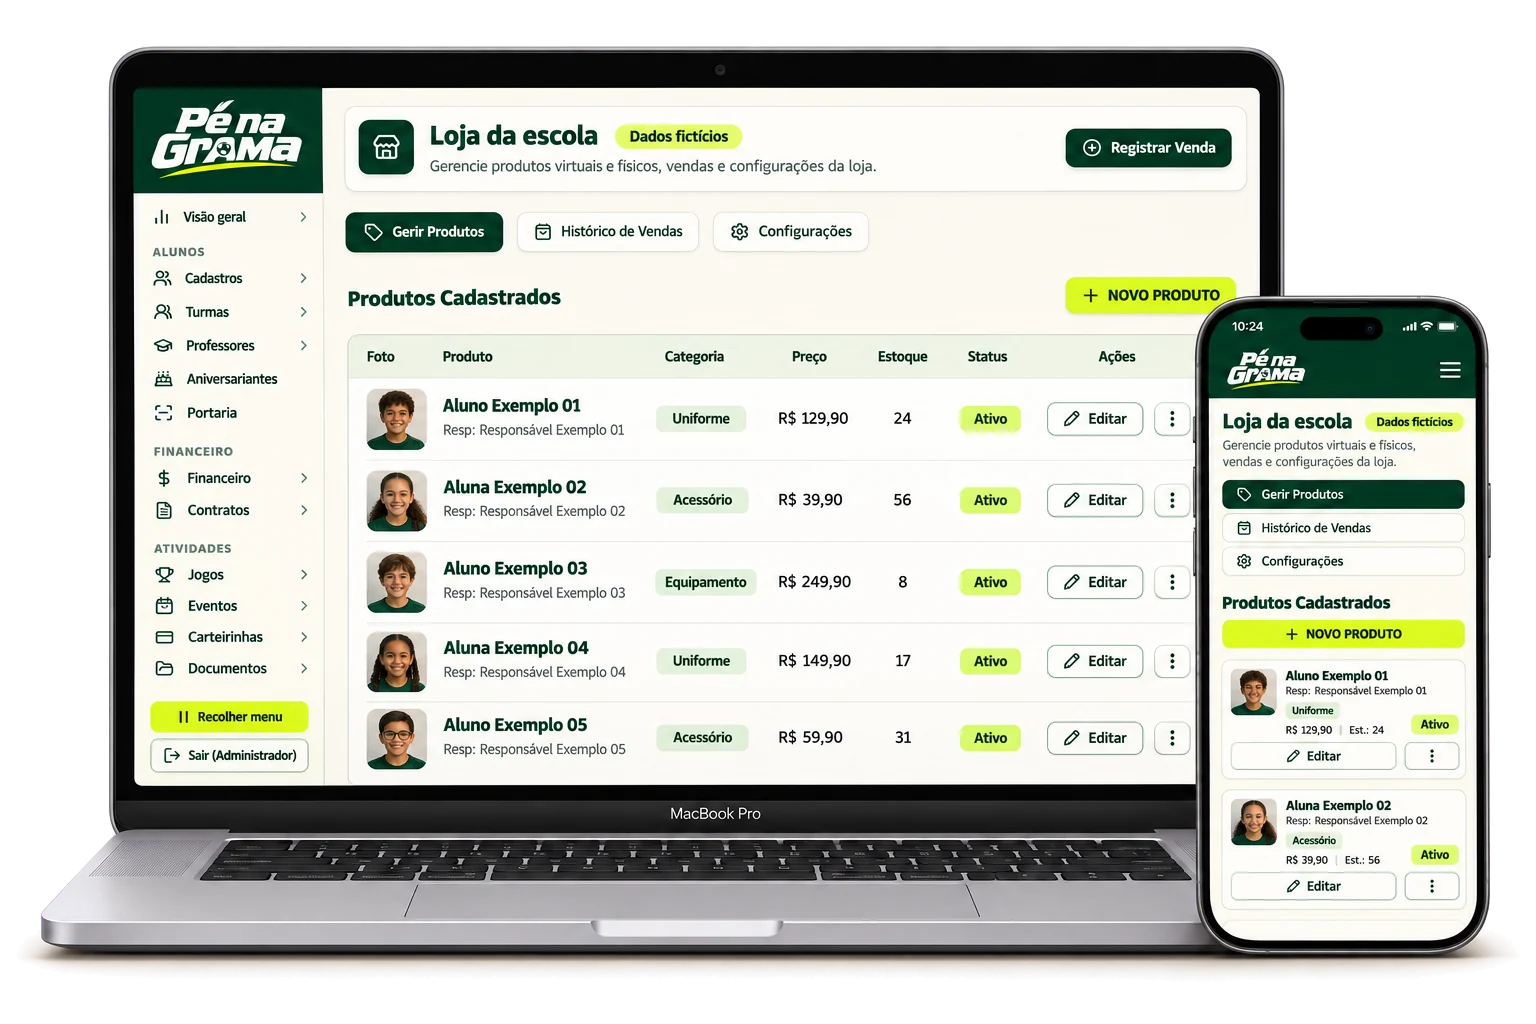 Pé na
GRAMa
Visão geral
ALUNOS
Cadastros
Turmas
Professores
Aniversariantes
Portaria
FINANCEIRO
Financeiro
Contratos
ATIVIDADES
Jogos
Eventos
Carteirinhas
Documentos
Recolher menu
Sair (Administrador)
Loja da escola Dados fictícios
Gerencie produtos virtuais e físicos, vendas e configurações da loja.
Registrar Venda
Gerir Produtos Histórico de Vendas Configurações
Produtos Cadastrados
+ NOVO PRODUTO
Foto Produto Categoria Preço Estoque Status Ações
Aluno Exemplo 01
Resp: Responsável Exemplo 01
Uniforme R$ 129,90 24 Ativo Editar
Aluna Exemplo 02
Resp: Responsável Exemplo 02
Acessório R$ 39,90 56 Ativo Editar
Aluno Exemplo 03
Resp: Responsável Exemplo 03
Equipamento R$ 249,90 8 Ativo Editar
Aluna Exemplo 04
Resp: Responsável Exemplo 04
Uniforme R$ 149,90 17 Ativo Editar
Aluno Exemplo 05
Resp: Responsável Exemplo 05
Acessório R$ 59,90 31 Ativo Editar
MacBook Pro
10:24
Pé na
GRAMa
Loja da escola Dados fictícios
Gerencie produtos virtuais e físicos,
vendas e configurações da loja.
Gerir Produtos
Histórico de Vendas
Configurações
Produtos Cadastrados
+ NOVO PRODUTO
Aluno Exemplo 01
Resp: Responsável Exemplo 01
Uniforme
R$ 129,90 | Est.: 24 Ativo
Editar
Aluna Exemplo 02
Resp: Responsável Exemplo 02
Acessório
R$ 39,90 | Est.: 56 Ativo
Editar